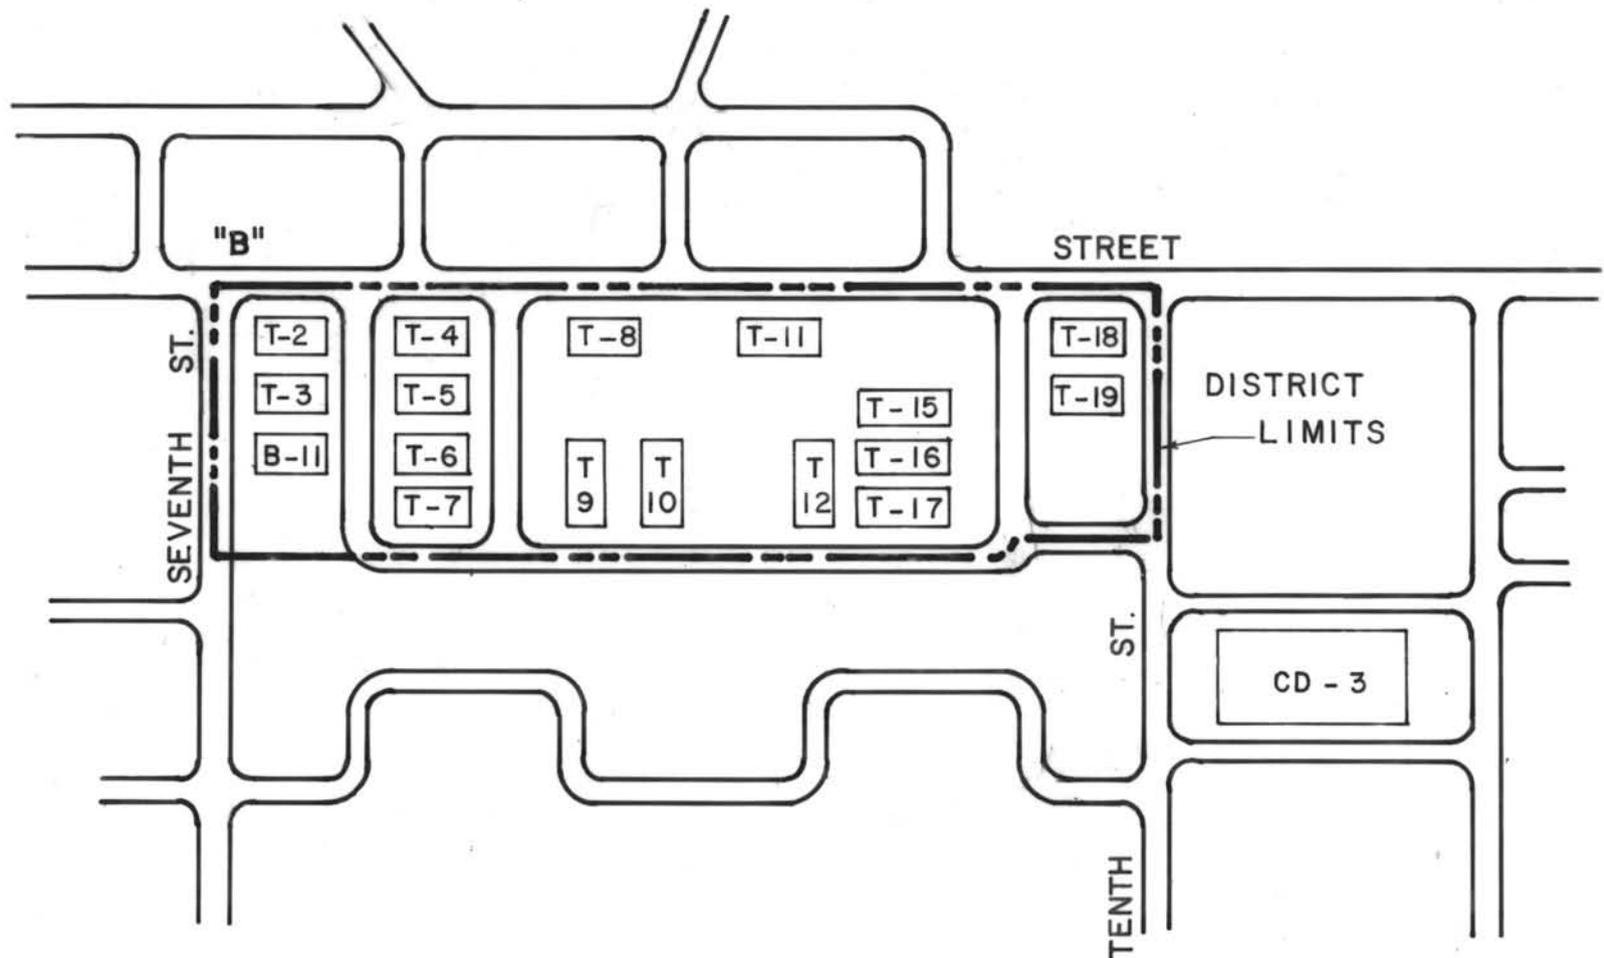 "B"
STREET
SEVENTH ST.
T-2
T-3
B-11
T-4
T-5
T-6
T-7
T-8
T-11
T
9
T
10
T
12
T-15
T-16
T-17
T-18
T-19
DISTRICT
LIMITS
TENTH ST.
CD-3